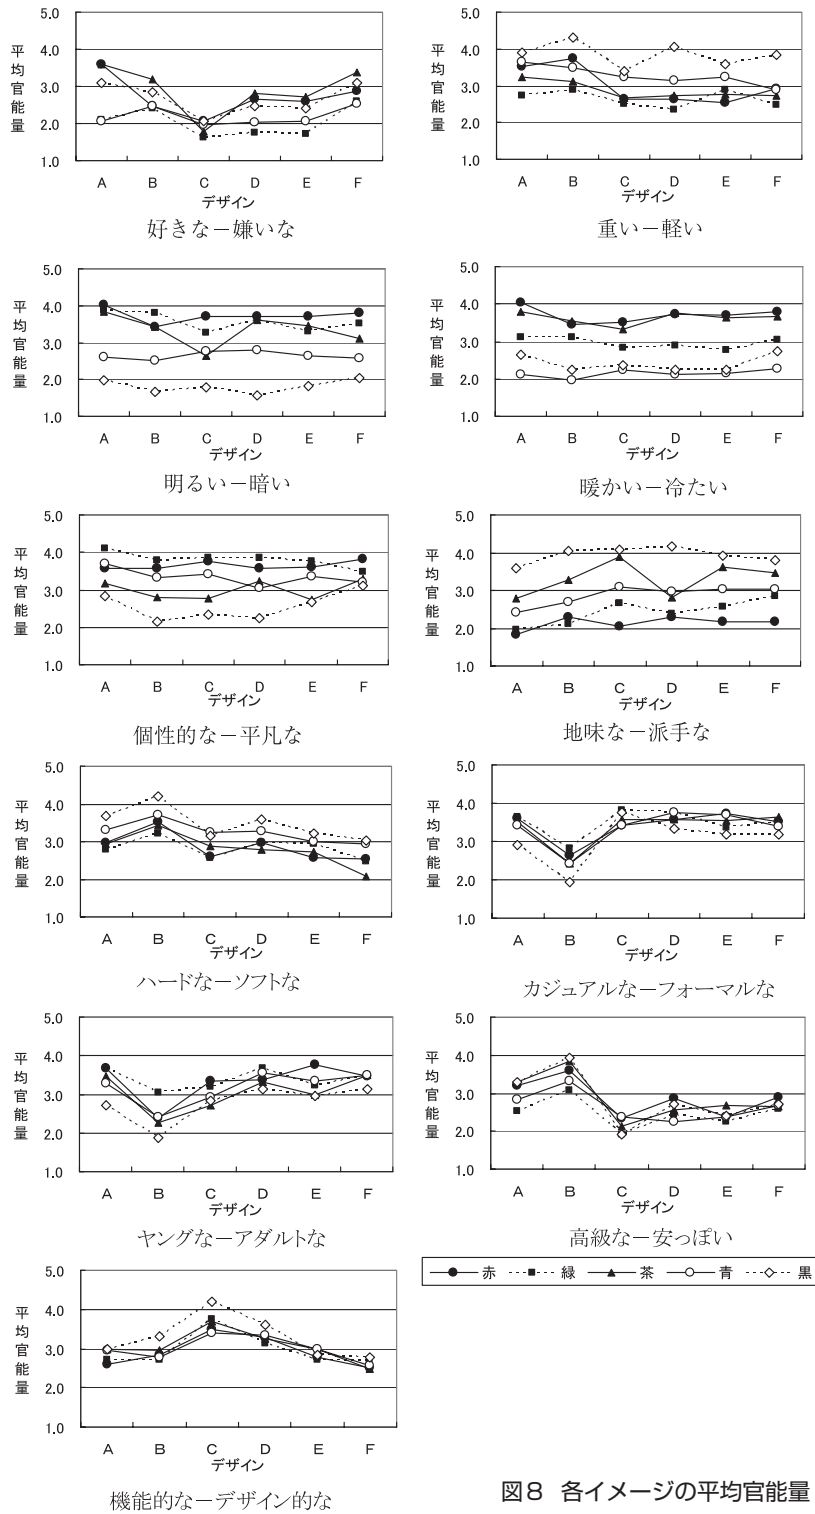 5.0
4.0
3.0
2.0
1.0
平均官能量
A B C D E F
デザイン
好きな－嫌いな
5.0
4.0
3.0
2.0
1.0
平均官能量
A B C D E F
デザイン
重い－軽い
5.0
4.0
3.0
2.0
1.0
平均官能量
A B C D E F
デザイン
明るい－暗い
5.0
4.0
3.0
2.0
1.0
平均官能量
A B C D E F
デザイン
暖かい－冷たい
5.0
4.0
3.0
2.0
1.0
平均官能量
A B C D E F
デザイン
個性的な－平凡な
5.0
4.0
3.0
2.0
1.0
平均官能量
A B C D E F
デザイン
地味な－派手な
5.0
4.0
3.0
2.0
1.0
平均官能量
A B C D E F
デザイン
ハードな－ソフトな
5.0
4.0
3.0
2.0
1.0
平均官能量
A B C D E F
デザイン
カジュアルな－フォーマルな
5.0
4.0
3.0
2.0
1.0
平均官能量
A B C D E F
デザイン
ヤングな－アダルトな
5.0
4.0
3.0
2.0
1.0
平均官能量
A B C D E F
デザイン
高級な－安っぽい
赤 緑 茶 青 黒
5.0
4.0
3.0
2.0
1.0
平均官能量
A B C D E F
デザイン
機能的な－デザイン的な
図8 各イメージの平均官能量